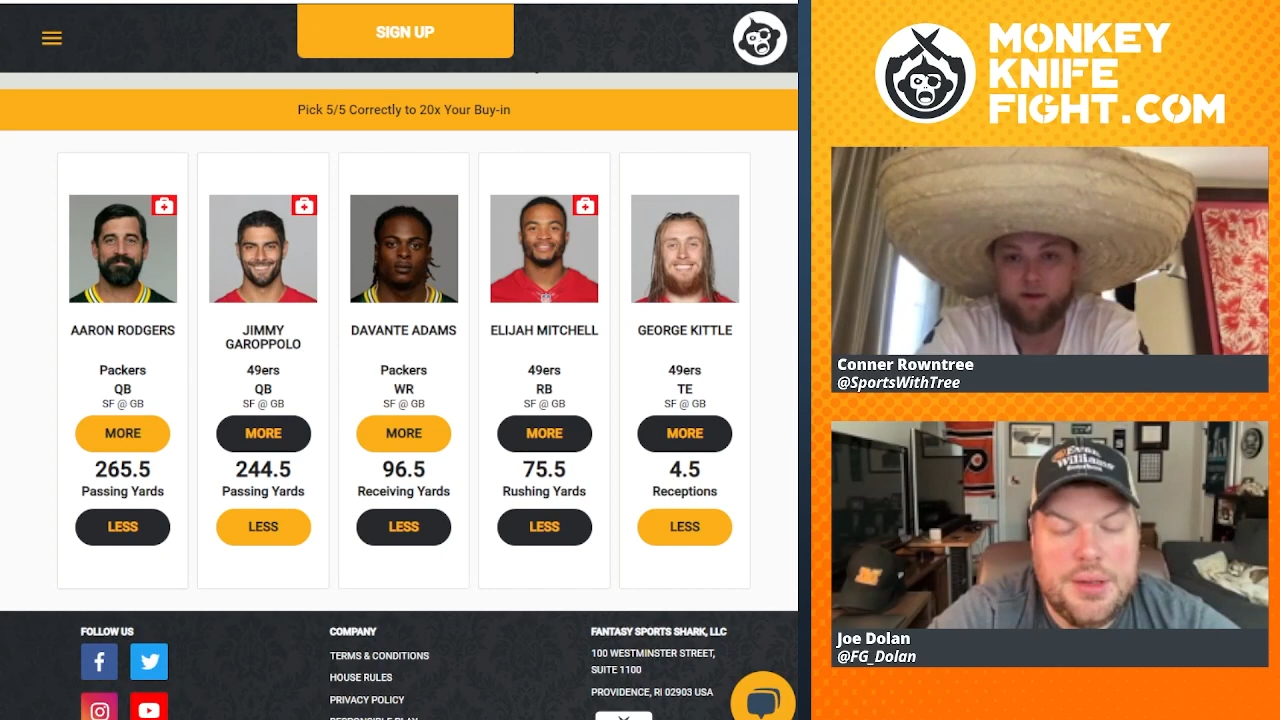 SIGN UP
Pick 5/5 Correctly to 20x Your Buy-in
AARON RODGERS
Packers
QB
SF @ GB
MORE
265.5
Passing Yards
LESS
JIMMY
GAROPPOLO
49ers
QB
SF @ GB
MORE
244.5
Passing Yards
LESS
DAVANTE ADAMS
Packers
WR
SF @ GB
MORE
96.5
Receiving Yards
LESS
ELIJAH MITCHELL
49ers
RB
SF @ GB
MORE
75.5
Rushing Yards
LESS
GEORGE KITTLE
49ers
TE
SF @ GB
MORE
4.5
Receptions
LESS
FOLLOW US
COMPANY
TERMS & CONDITIONS
HOUSE RULES
PRIVACY POLICY
RESPONSIBLE PLAY
FANTASY SPORTS SHARK, LLC
100 WESTMINSTER STREET,
SUITE 1100
PROVIDENCE, RI 02903 USA
MONKEY
KNIFE
FIGHT.COM
Conner Rowntree
@SportsWithTree
Evan
Williams
Joe Dolan
@FG_Dolan